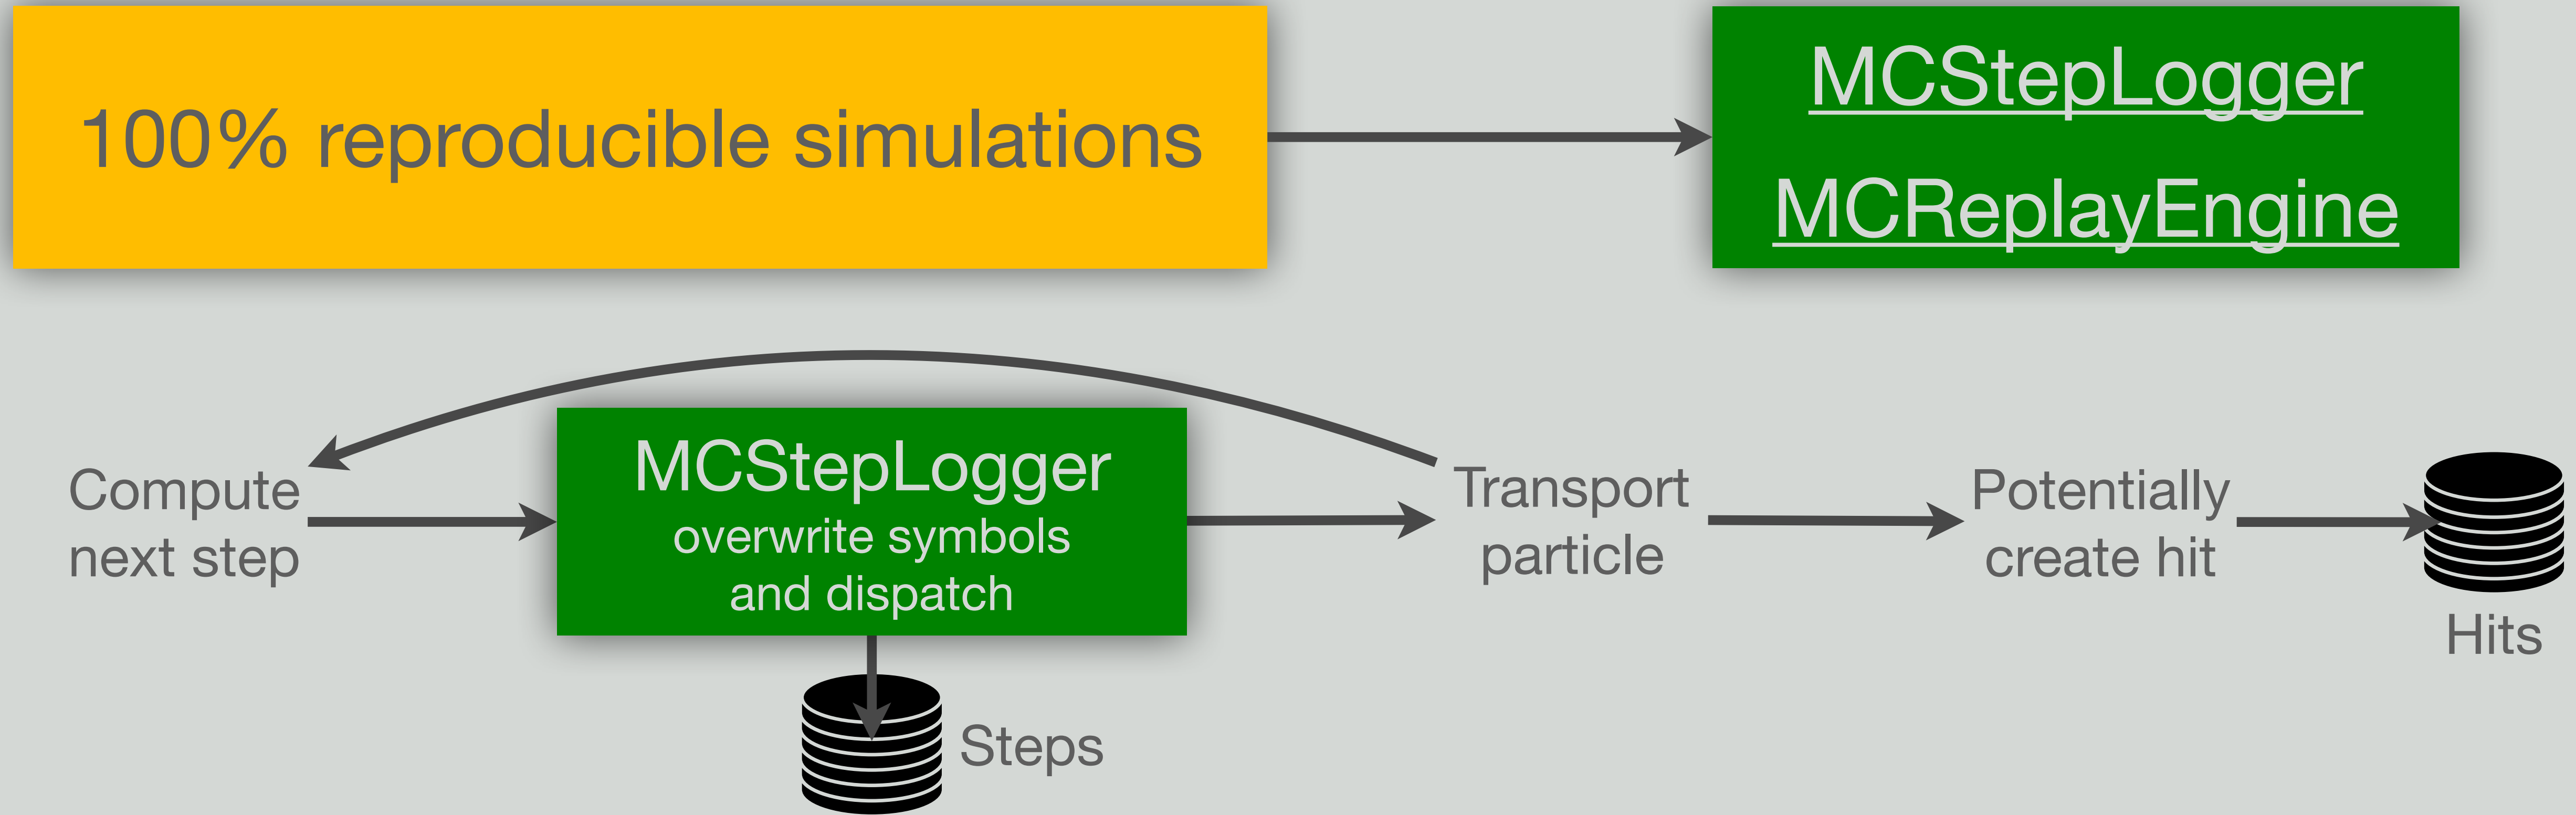 100% reproducible simulations
MCStepLogger
MCReplayEngine
Compute
next step
MCStepLogger
overwrite symbols
and dispatch
Transport
particle
Potentially
create hit
Hits
Steps